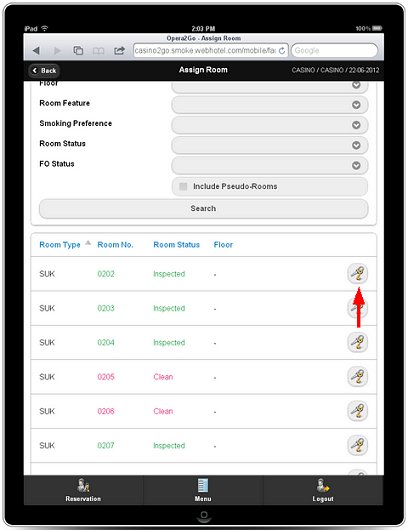 iPad 2:03 PM 100%
Opera2Go - Assign Room
casino2go.smoke.webhotel.com/mobile/fa Google
Back Assign Room CASINO / CASINO / 22-06-2012
Floor
Room Feature
Smoking Preference
Room Status
FO Status
Include Pseudo-Rooms
Search
Room Type Room No. Room Status Floor
SUK 0202 Inspected -
SUK 0203 Inspected -
SUK 0204 Inspected -
SUK 0205 Clean -
SUK 0206 Clean -
SUK 0207 Inspected -
Reservation Menu Logout